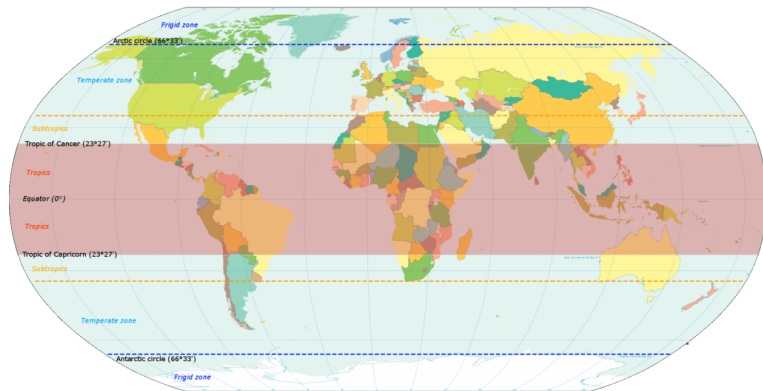 Frigid zone
Arctic circle (66°33')
Temperate zone
Subtropics
Tropic of Cancer (23°27')
Tropics
Equator (0°)
Tropics
Tropic of Capricorn (23°27')
Subtropics
Temperate zone
Antarctic circle (66°33')
Frigid zone